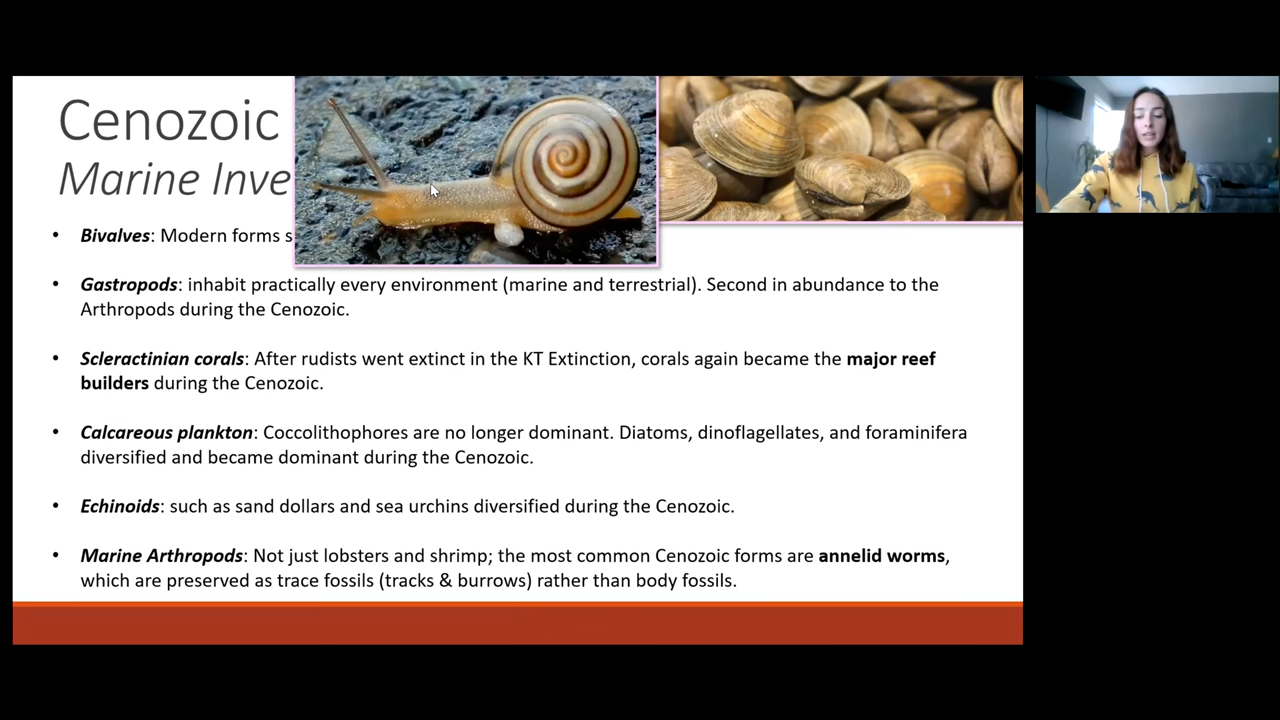 Cenozoic
Marine Inve
• Bivalves: Modern forms s
• Gastropods: inhabit practically every environment (marine and terrestrial). Second in abundance to the
Arthropods during the Cenozoic.
• Scleractinian corals: After rudists went extinct in the KT Extinction, corals again became the major reef
builders during the Cenozoic.
• Calcareous plankton: Coccolithophores are no longer dominant. Diatoms, dinoflagellates, and foraminifera
diversified and became dominant during the Cenozoic.
• Echinoids: such as sand dollars and sea urchins diversified during the Cenozoic.
• Marine Arthropods: Not just lobsters and shrimp; the most common Cenozoic forms are annelid worms,
which are preserved as trace fossils (tracks & burrows) rather than body fossils.